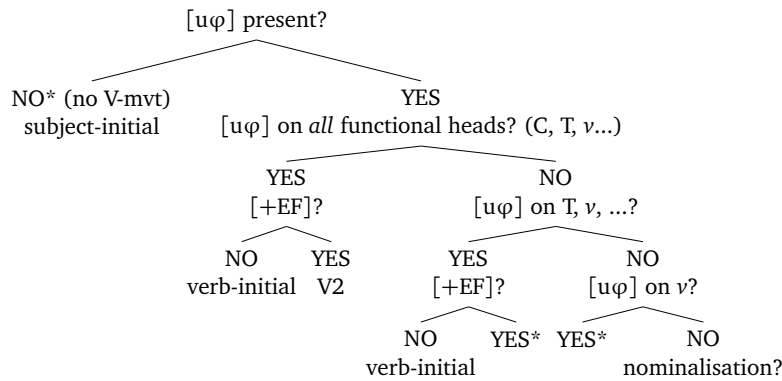 [uφ] present?
NO* (no V-mvt) YES
subject-initial [uφ] on all functional heads? (C, T, v...)
YES NO
[+EF]? [uφ] on T, v, ...?
NO YES YES NO
verb-initial V2 [+EF]? [uφ] on v?
NO YES* YES* NO
verb-initial nominalisation?